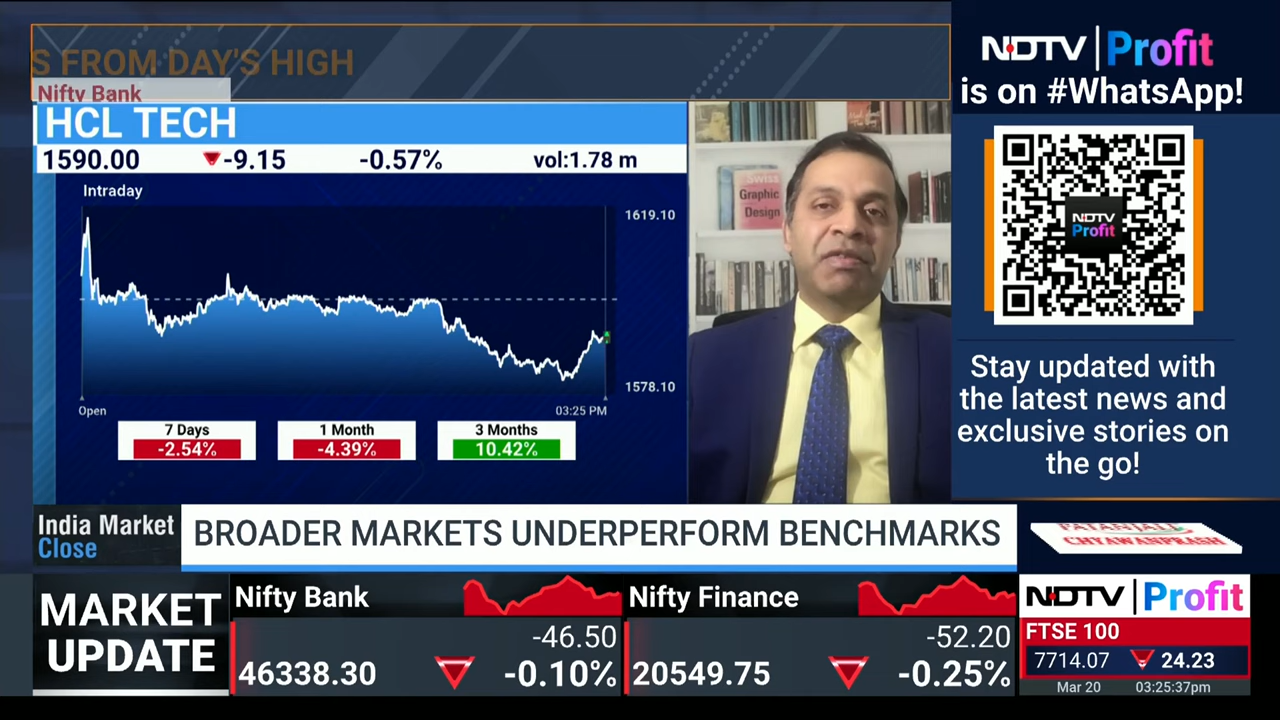 S FROM DAY'S HIGH
Nifty Bank
HCL TECH
1590.00 -9.15 -0.57% vol:1.78 m
Intraday
1619.10
1578.10
Open 03:25 PM
7 Days 1 Month 3 Months
-2.54% -4.39% 10.42%
Swiss
Graphic
Design
NDTV Profit
is on #WhatsApp!
NDTV
Profit
Stay updated with
the latest news and
exclusive stories on
the go!
India Market
Close
BROADER MARKETS UNDERPERFORM BENCHMARKS
PATANJALI
CHYAWANPRASH
MARKET
UPDATE
Nifty Bank
-46.50
46338.30 -0.10%
Nifty Finance
-52.20
20549.75 -0.25%
NDTV Profit
FTSE 100
7714.07 24.23
Mar 20 03:25:37pm